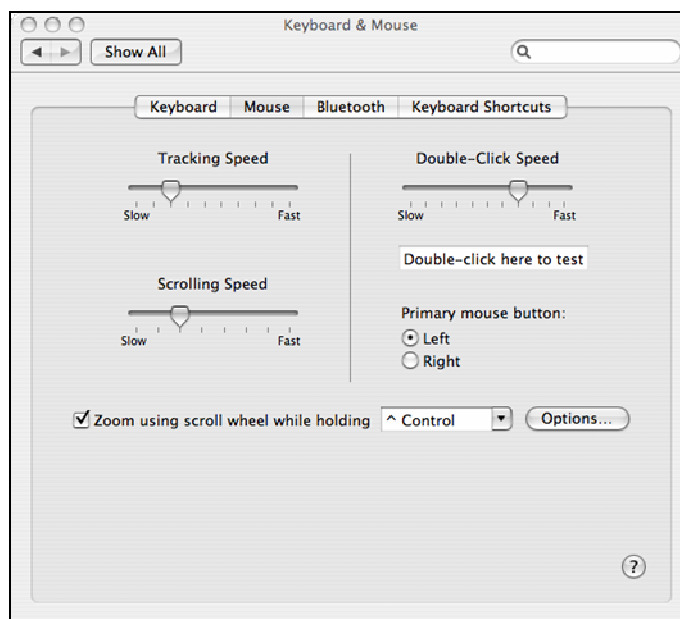 Keyboard & Mouse
Show All
Keyboard Mouse Bluetooth Keyboard Shortcuts
Tracking Speed
Slow Fast
Scrolling Speed
Slow Fast
Double-Click Speed
Slow Fast
Double-click here to test
Primary mouse button:
Left
Right
Zoom using scroll wheel while holding ^ Control Options...
?